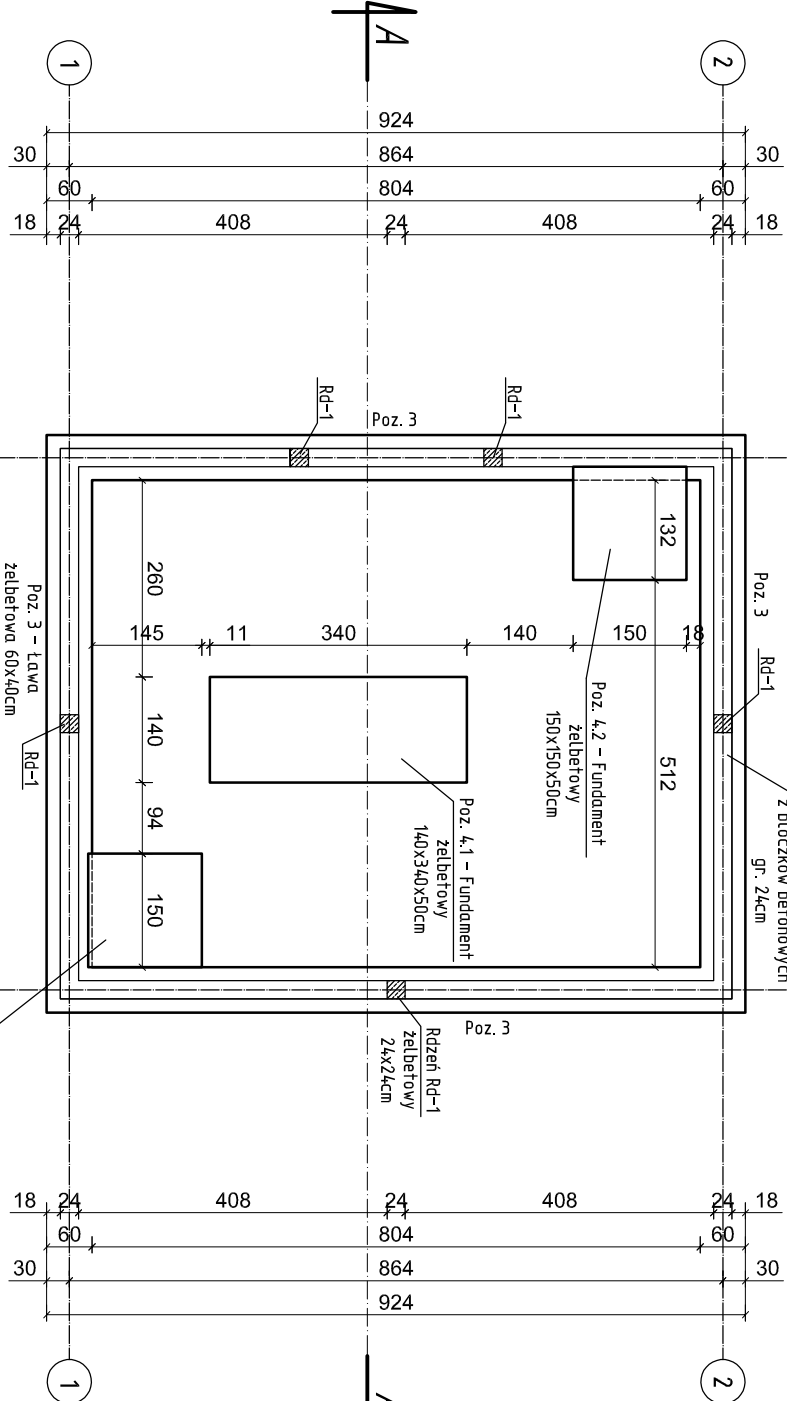 A
1
2
924
30
864
30
60
804
60
18
24
408
24
408
24
18
Rd-1
Poz. 3
Rd-1
132
Poz. 3
260
145
11
340
140
150
18
Rd-1
Poz. 3 - Ława
żelbetowa 60x40cm
Rd-1
140
Poz. 4.2 - Fundament
żelbetowy
150x150x50cm
512
z bloczków betonowych
gr. 24cm
94
150
Poz. 4.1 - Fundament
żelbetowy
140x340x50cm
Rdzeń Rd-1
żelbetowy
24x24cm
Poz. 3
18
24
408
24
408
24
18
60
804
60
30
864
30
924
1
2